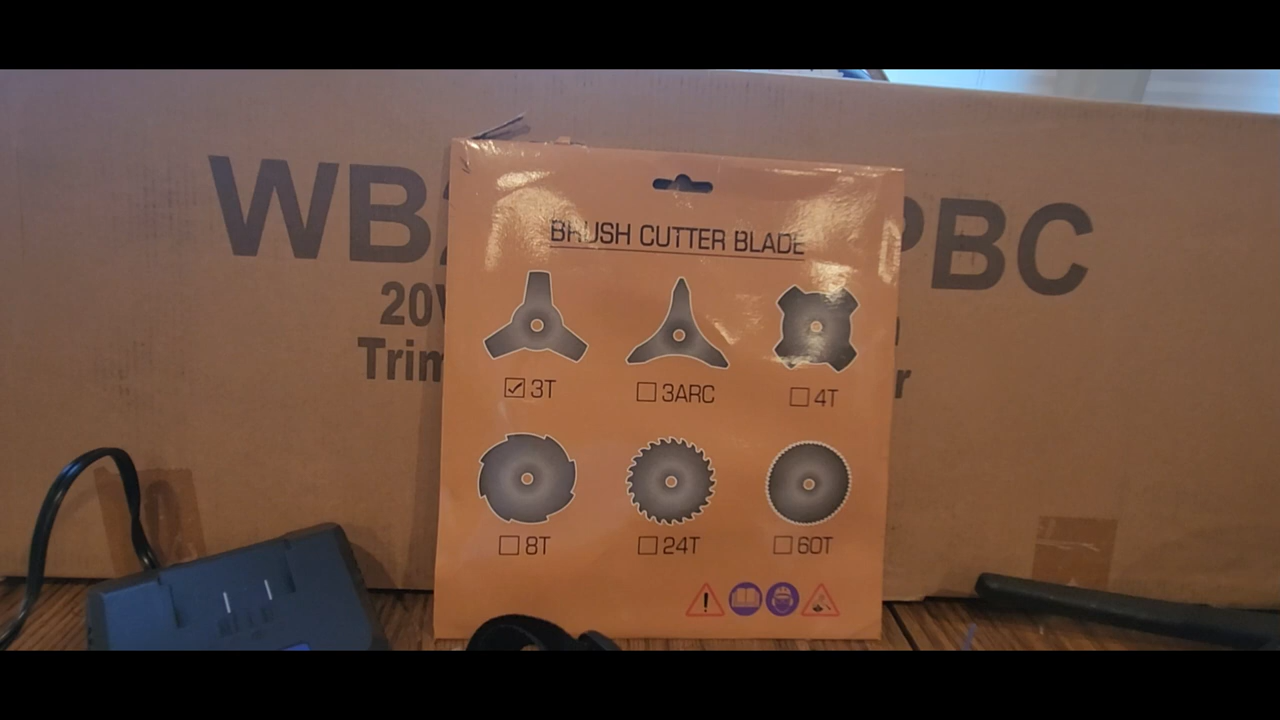 WB PBC
20V
Trim
BRUSH CUTTER BLADE
3T 3ARC 4T
8T 24T 60T